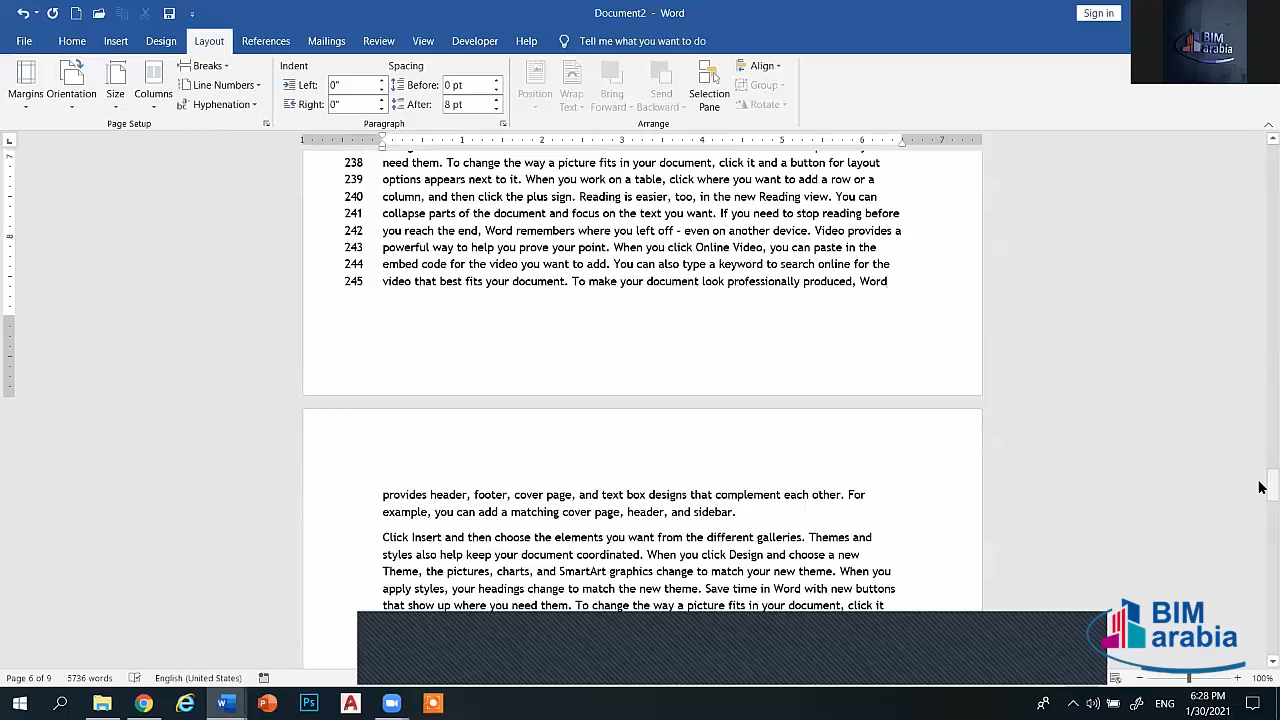 Document2 - Word
Sign in
BIM
arabia
File Home Insert Design Layout References Mailings Review View Developer Help Tell me what you want to do
Margins Orientation Size Columns
Breaks
Line Numbers
Hyphenation
Page Setup
Indent
Left: 0"
Right: 0"
Spacing
Before: 0 pt
After: 8 pt
Paragraph
Position
Wrap Text
Bring Forward
Send Backward
Selection Pane
Align
Group
Rotate
Arrange
1 1 2 3 4 5 6 7
238 need them. To change the way a picture fits in your document, click it and a button for layout
239 options appears next to it. When you work on a table, click where you want to add a row or a
240 column, and then click the plus sign. Reading is easier, too, in the new Reading view. You can
241 collapse parts of the document and focus on the text you want. If you need to stop reading before
242 you reach the end, Word remembers where you left off - even on another device. Video provides a
243 powerful way to help you prove your point. When you click Online Video, you can paste in the
244 embed code for the video you want to add. You can also type a keyword to search online for the
245 video that best fits your document. To make your document look professionally produced, Word
provides header, footer, cover page, and text box designs that complement each other. For
example, you can add a matching cover page, header, and sidebar.
Click Insert and then choose the elements you want from the different galleries. Themes and
styles also help keep your document coordinated. When you click Design and choose a new
Theme, the pictures, charts, and SmartArt graphics change to match your new theme. When you
apply styles, your headings change to match the new theme. Save time in Word with new buttons
that show up where you need them. To change the way a picture fits in your document, click it
BIM
arabia
Page 6 of 9 5736 words English (United States) 100%
ENG
6:28 PM
1/30/2021